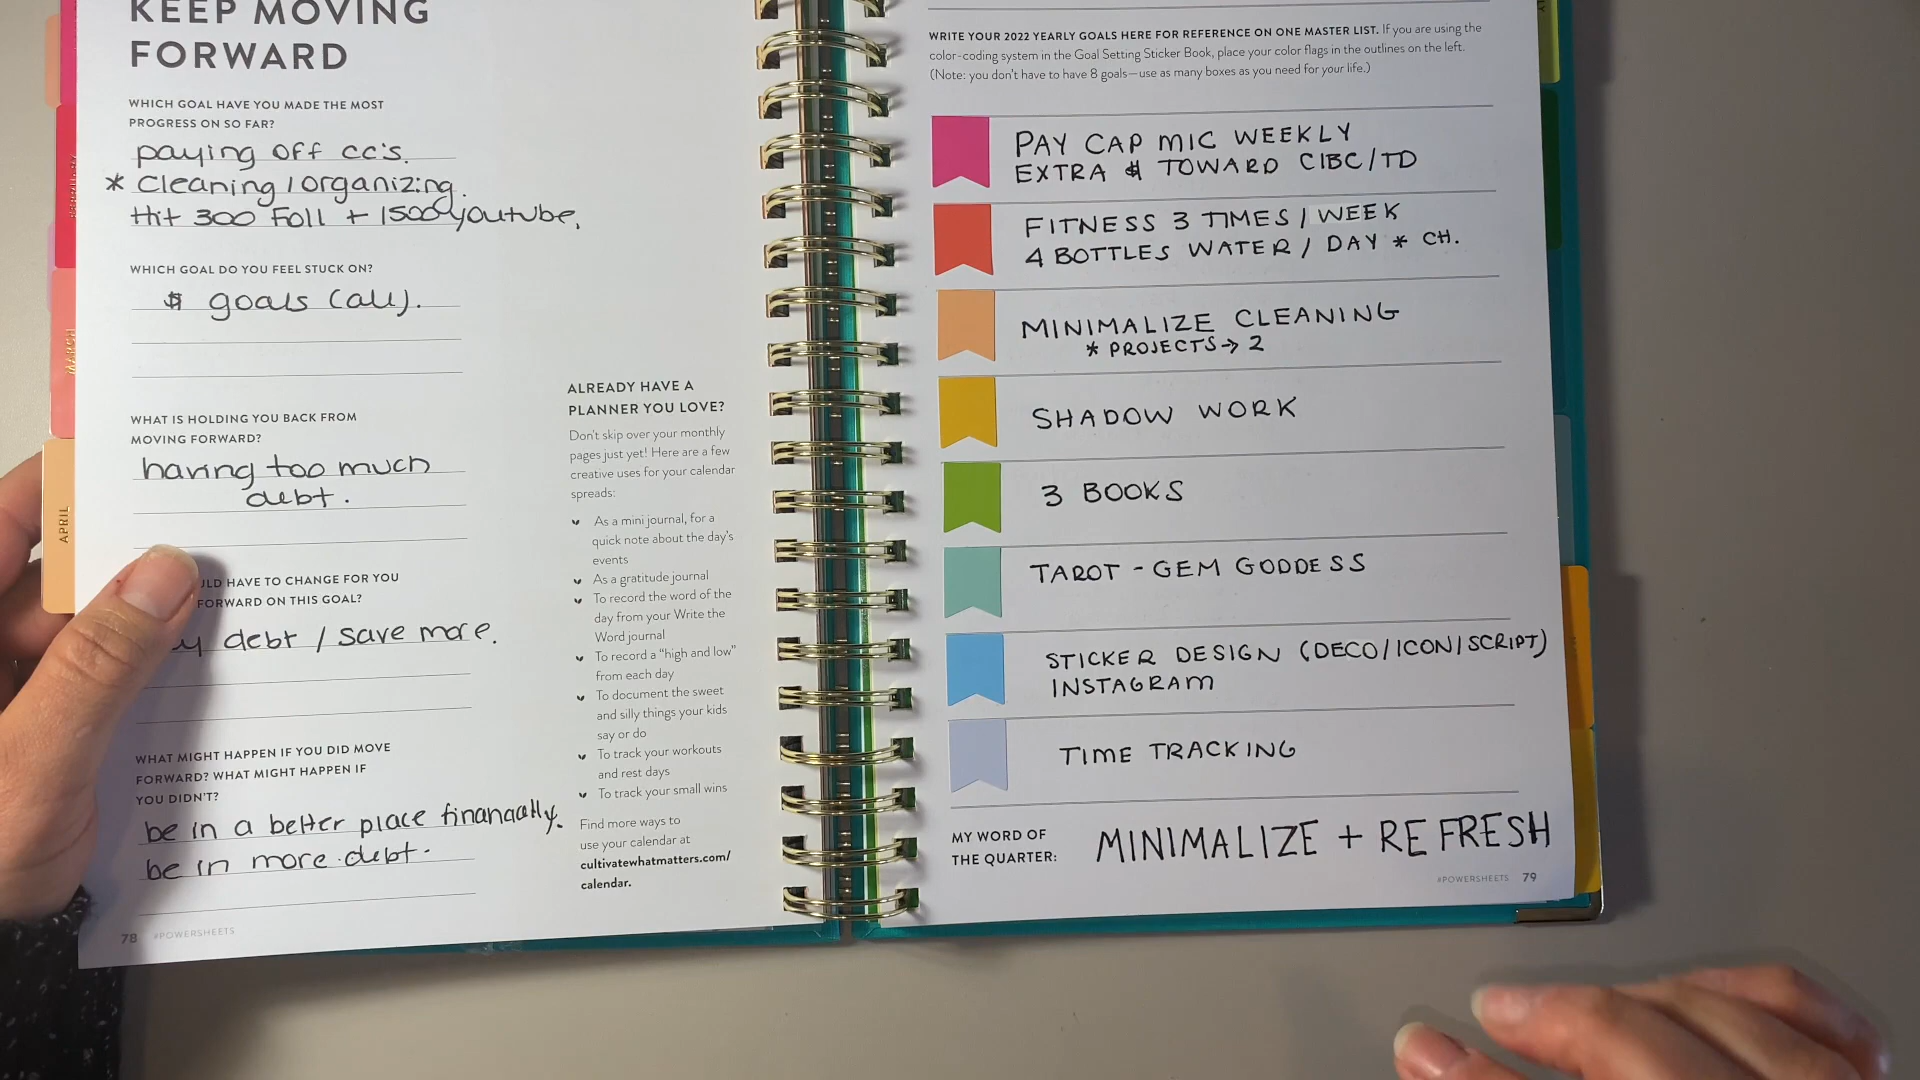 KEEP MOVING
FORWARD
WHICH GOAL HAVE YOU MADE THE MOST
PROGRESS ON SO FAR?
paying off cc's.
* cleaning / organizing.
Hit 300 Foll + 1500 youtube.
WHICH GOAL DO YOU FEEL STUCK ON?
$ goals (all).
WHAT IS HOLDING YOU BACK FROM
MOVING FORWARD?
having too much
debt.
ULD HAVE TO CHANGE FOR YOU
FORWARD ON THIS GOAL?
y debt / save more.
WHAT MIGHT HAPPEN IF YOU DID MOVE
FORWARD? WHAT MIGHT HAPPEN IF
YOU DIDN'T?
be in a better place financially.
be in more debt.
78 #POWERSHEETS
ALREADY HAVE A
PLANNER YOU LOVE?
Don't skip over your monthly
pages just yet! Here are a few
creative uses for your calendar
spreads:
As a mini journal, for a
quick note about the day's
events
As a gratitude journal
To record the word of the
day from your Write the
Word journal
To record a "high and low"
from each day
To document the sweet
and silly things your kids
say or do
To track your workouts
and rest days
To track your small wins
Find more ways to
use your calendar at
cultivatewhatmatters.com/
calendar.
MARCH
APRIL
WRITE YOUR 2022 YEARLY GOALS HERE FOR REFERENCE ON ONE MASTER LIST. If you are using the
color-coding system in the Goal Setting Sticker Book, place your color flags in the outlines on the left.
(Note: you don't have to have 8 goals—use as many boxes as you need for your life.)
PAY CAP MIC WEEKLY
EXTRA $ TOWARD CIBC/TD
FITNESS 3 TIMES / WEEK
4 BOTTLES WATER / DAY * CH.
MINIMALIZE CLEANING
* PROJECTS → 2
SHADOW WORK
3 BOOKS
TAROT - GEM GODDESS
STICKER DESIGN (DECO/ICON/SCRIPT)
INSTAGRAM
TIME TRACKING
MY WORD OF
THE QUARTER:
MINIMALIZE + REFRESH
#POWERSHEETS 79